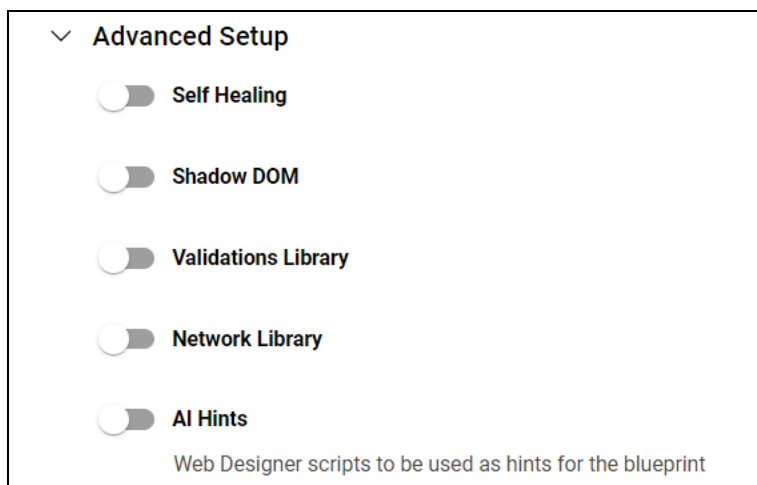 Advanced Setup
Self Healing
Shadow DOM
Validations Library
Network Library
AI Hints
Web Designer scripts to be used as hints for the blueprint